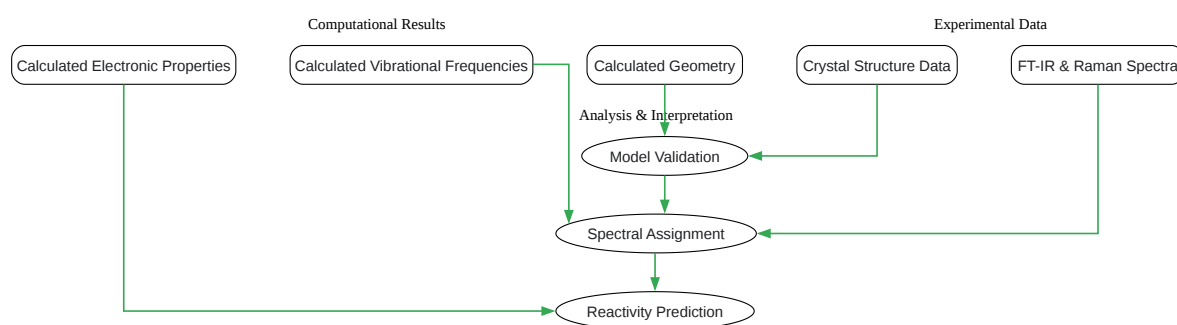 Computational Results
Experimental Data
Calculated Electronic Properties
Calculated Vibrational Frequencies
Calculated Geometry
Crystal Structure Data
FT-IR & Raman Spectra
Analysis & Interpretation
Model Validation
Spectral Assignment
Reactivity Prediction